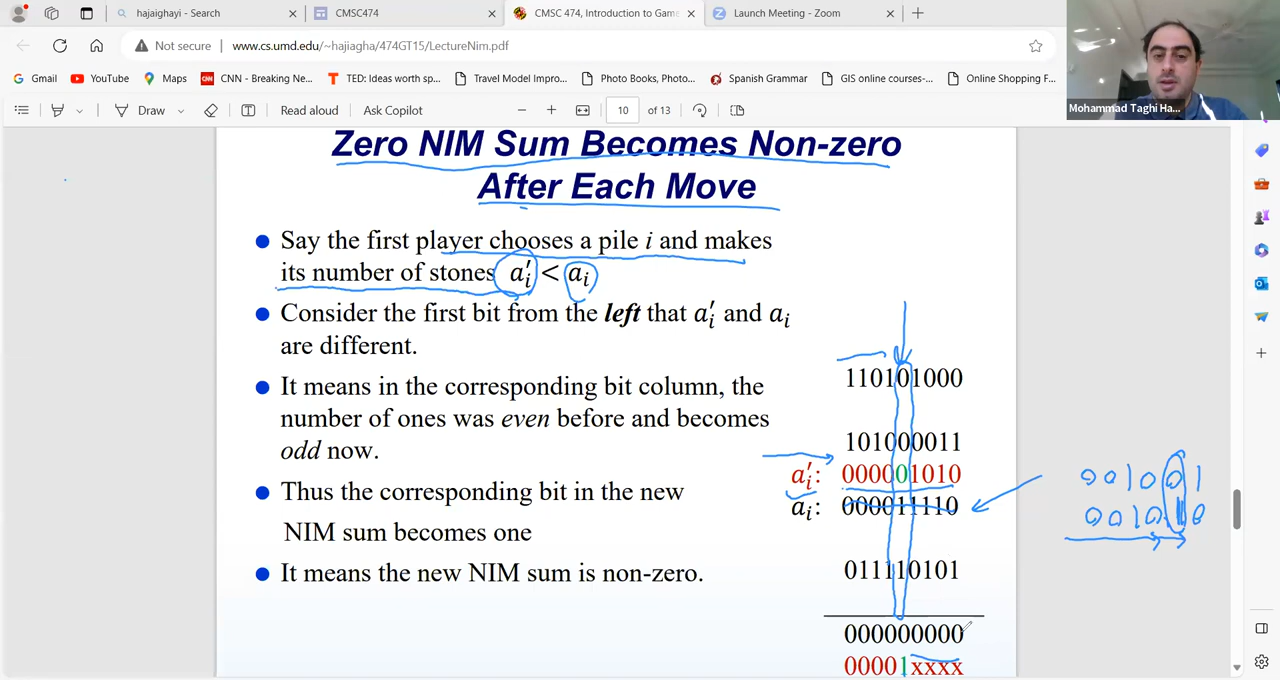 hajaighayi - Search
CMSC474
CMSC 474, Introduction to Game
Launch Meeting - Zoom
Not secure
www.cs.umd.edu/~hajiagha/474GT15/LectureNim.pdf
Gmail
YouTube
Maps
CNN - Breaking Ne...
TED: Ideas worth sp...
Travel Model Impro...
Photo Books, Photo...
Spanish Grammar
GIS online courses-...
Online Shopping F...
Mohammad Taghi Ha...
Draw
Read aloud
Ask Copilot
10 of 13
Zero NIM Sum Becomes Non-zero
After Each Move
Say the first player chooses a pile i and makes
its number of stones a′ᵢ < aᵢ
Consider the first bit from the left that a′ᵢ and aᵢ
are different.
It means in the corresponding bit column, the
number of ones was even before and becomes
odd now.
Thus the corresponding bit in the new
NIM sum becomes one
It means the new NIM sum is non-zero.
110101000
101000011
a′ᵢ: 000001010
aᵢ: 000011110
011110101
000000000
00001xxxx
001001